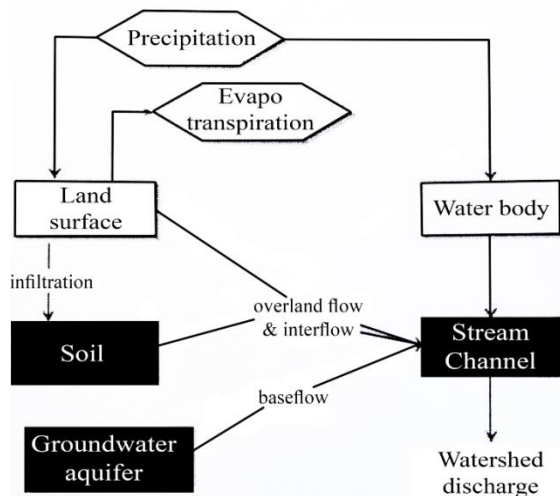 Precipitation
Evapo
transpiration
Land
surface
Water body
infiltration
overland flow
& interflow
Soil
Stream
Channel
baseflow
Groundwater
aquifer
Watershed
discharge